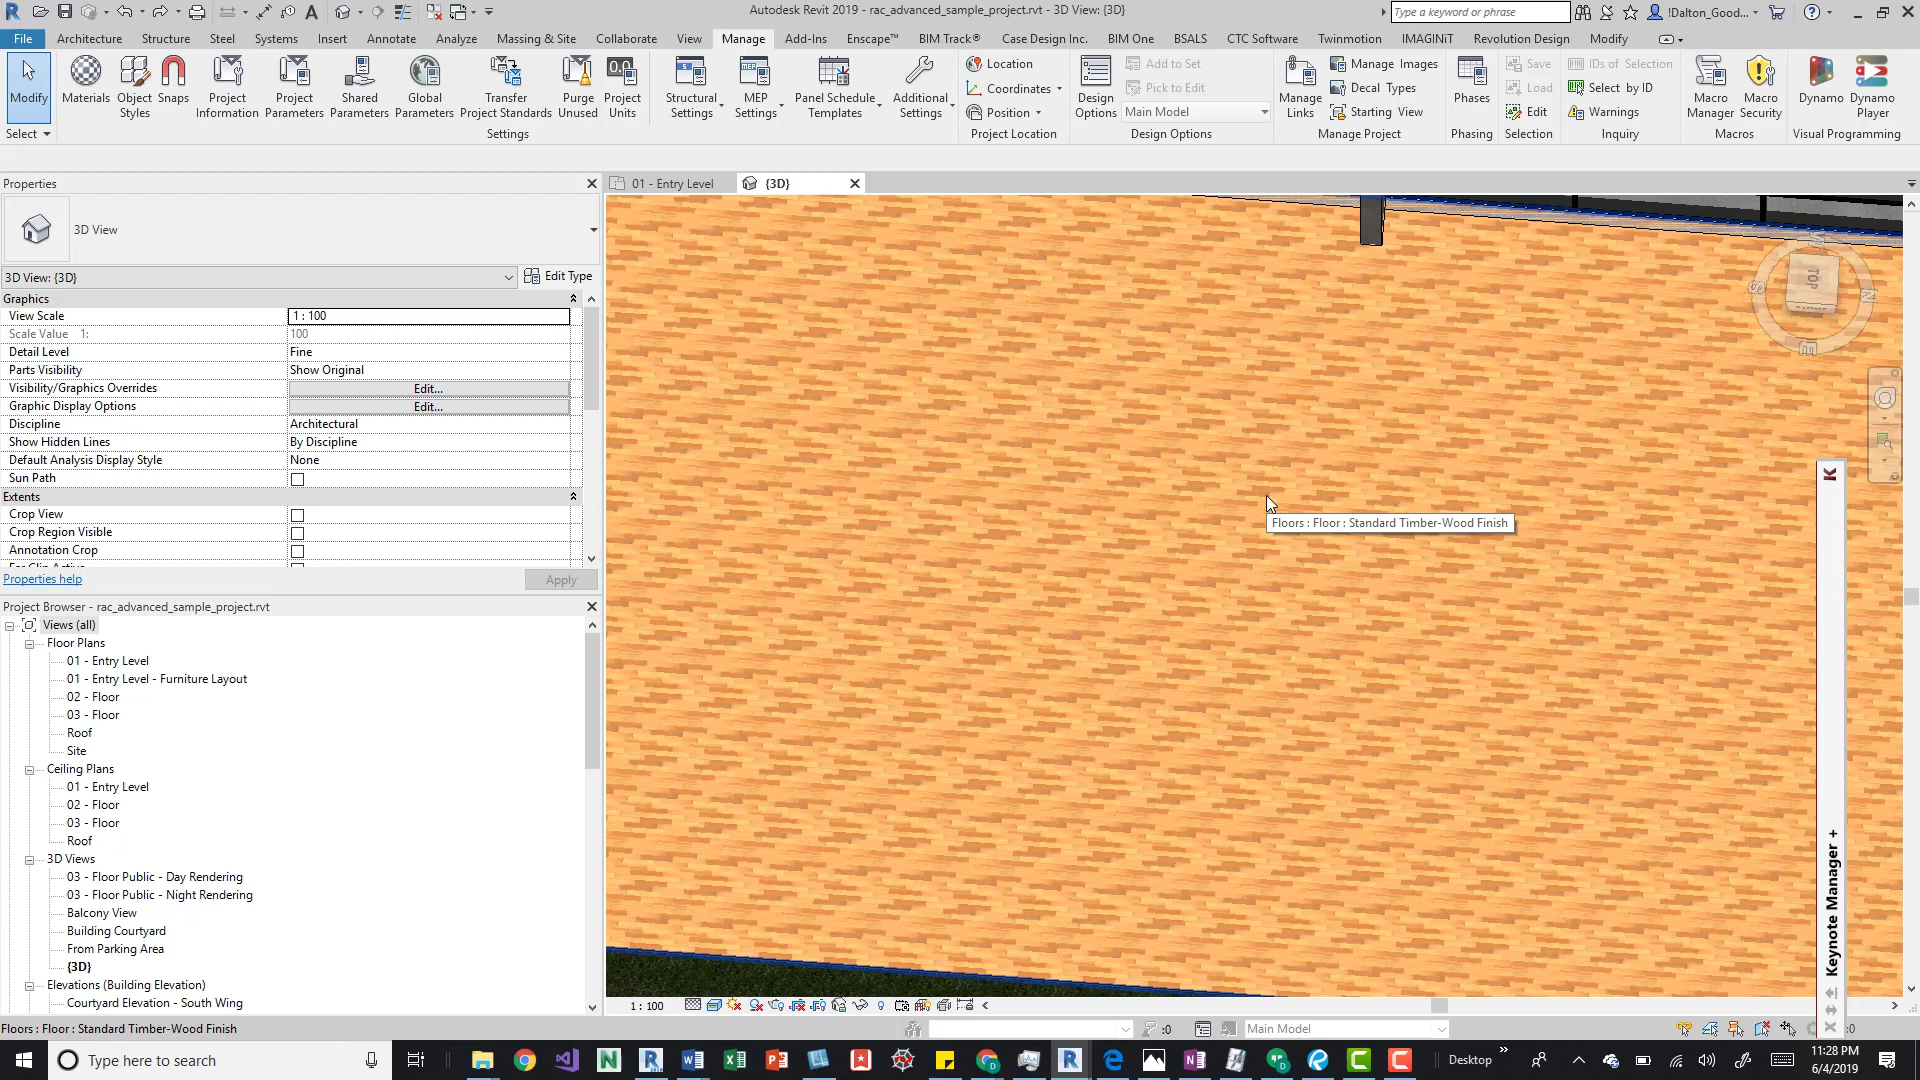 Autodesk Revit 2019 - rac_advanced_sample_project.rvt - 3D View: {3D}
Type a keyword or phrase
!Dalton_Good...
File Architecture Structure Steel Systems Insert Annotate Analyze Massing & Site Collaborate View Manage Add-Ins Enscape™ BIM Track® Case Design Inc. BIM One BSALS CTC Software Twinmotion IMAGINiT Revolution Design Modify
Modify
Select
Materials
Object Styles
Snaps
Project Information
Project Parameters
Shared Parameters
Global Parameters
Transfer Project Standards
Purge Unused
Project Units
Settings
Structural Settings
MEP Settings
Panel Schedule Templates
Additional Settings
Location
Coordinates
Position
Project Location
Design Options
Add to Set
Pick to Edit
Main Model
Design Options
Manage Links
Manage Images
Decal Types
Starting View
Manage Project
Phases
Phasing
Save
Load
Edit
Selection
IDs of Selection
Select by ID
Warnings
Inquiry
Macro Manager
Macro Security
Macros
Dynamo
Dynamo Player
Visual Programming
Properties
01 - Entry Level
{3D}
3D View
3D View: {3D}
Edit Type
Graphics
View Scale 1 : 100
Scale Value 1: 100
Detail Level Fine
Parts Visibility Show Original
Visibility/Graphics Overrides Edit...
Graphic Display Options Edit...
Discipline Architectural
Show Hidden Lines By Discipline
Default Analysis Display Style None
Sun Path
Extents
Crop View
Crop Region Visible
Annotation Crop
Properties help
Apply
Project Browser - rac_advanced_sample_project.rvt
Views (all)
Floor Plans
01 - Entry Level
01 - Entry Level - Furniture Layout
02 - Floor
03 - Floor
Roof
Site
Ceiling Plans
01 - Entry Level
02 - Floor
03 - Floor
Roof
3D Views
03 - Floor Public - Day Rendering
03 - Floor Public - Night Rendering
Balcony View
Building Courtyard
From Parking Area
{3D}
Elevations (Building Elevation)
Courtyard Elevation - South Wing
TOP
S
N
E
Floors : Floor : Standard Timber-Wood Finish
Keynote Manager +
1 : 100
Floors : Floor : Standard Timber-Wood Finish
:0
Main Model
:0
Type here to search
Desktop
11:28 PM
6/4/2019